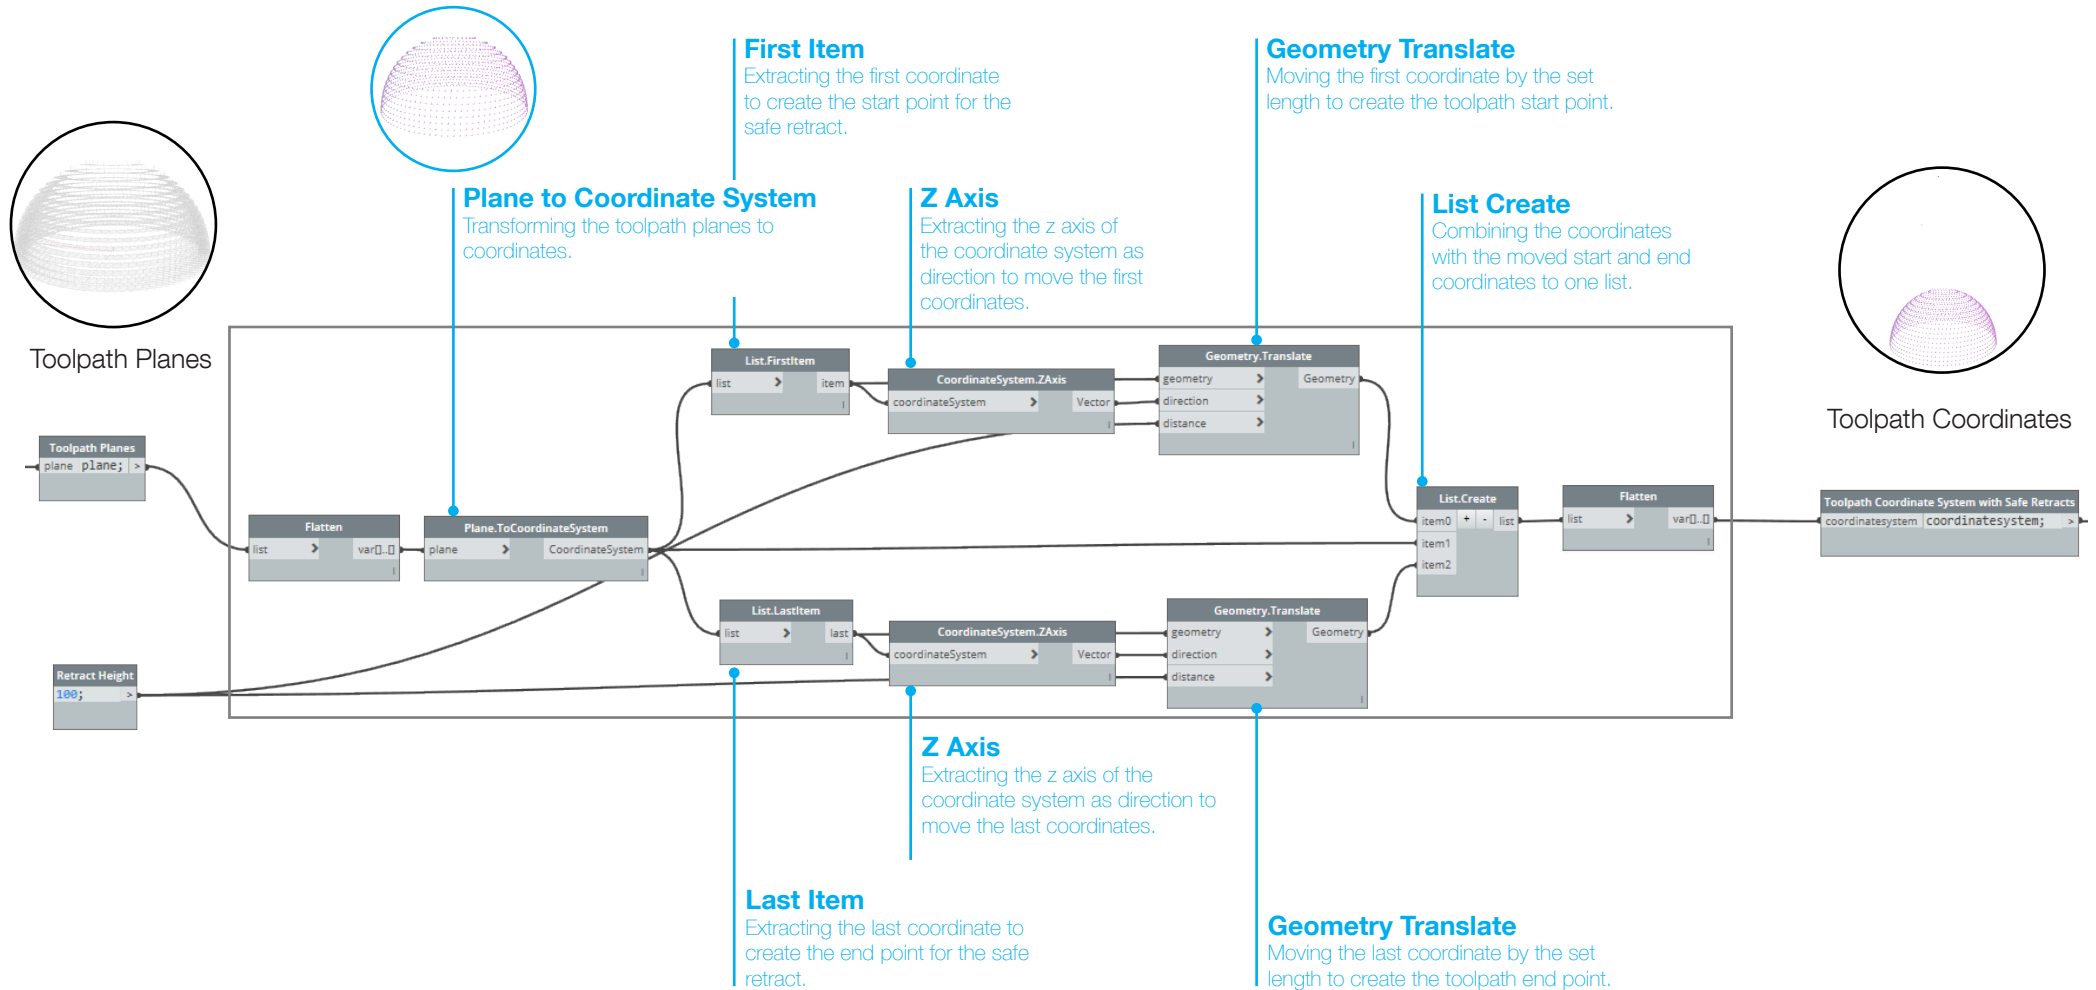 First Item
Extracting the first coordinate
to create the start point for the
safe retract.
Geometry Translate
Moving the first coordinate by the set
length to create the toolpath start point.
Plane to Coordinate System
Transforming the toolpath planes to
coordinates.
Z Axis
Extracting the z axis of
the coordinate system as
direction to move the first
coordinates.
List Create
Combining the coordinates
with the moved start and end
coordinates to one list.
Toolpath Planes
Toolpath Coordinates
List.FirstItem
list > item
l
CoordinateSystem.ZAxis
coordinateSystem > Vector
l
Geometry.Translate
geometry > Geometry
direction >
distance >
l
Toolpath Planes
plane plane; >
Flatten
list > var[]..[]
l
Plane.ToCoordinateSystem
plane > CoordinateSystem
l
List.Create
item0 + - list
item1
item2
Flatten
list > var[]..[]
l
Toolpath Coordinate System with Safe Retracts
coordinatesystem coordinatesystem; >
Retract Height
100; >
List.LastItem
list > last
l
CoordinateSystem.ZAxis
coordinateSystem > Vector
l
Geometry.Translate
geometry > Geometry
direction >
distance >
l
Z Axis
Extracting the z axis of the
coordinate system as direction to
move the last coordinates.
Last Item
Extracting the last coordinate to
create the end point for the safe
retract.
Geometry Translate
Moving the last coordinate by the set
length to create the toolpath end point.